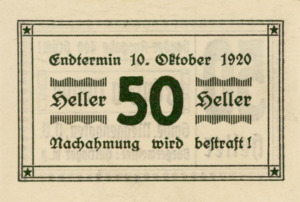 Endtermin 10. Oktober 1920
Heller 50 Heller
Nachahmung wird bestraft!